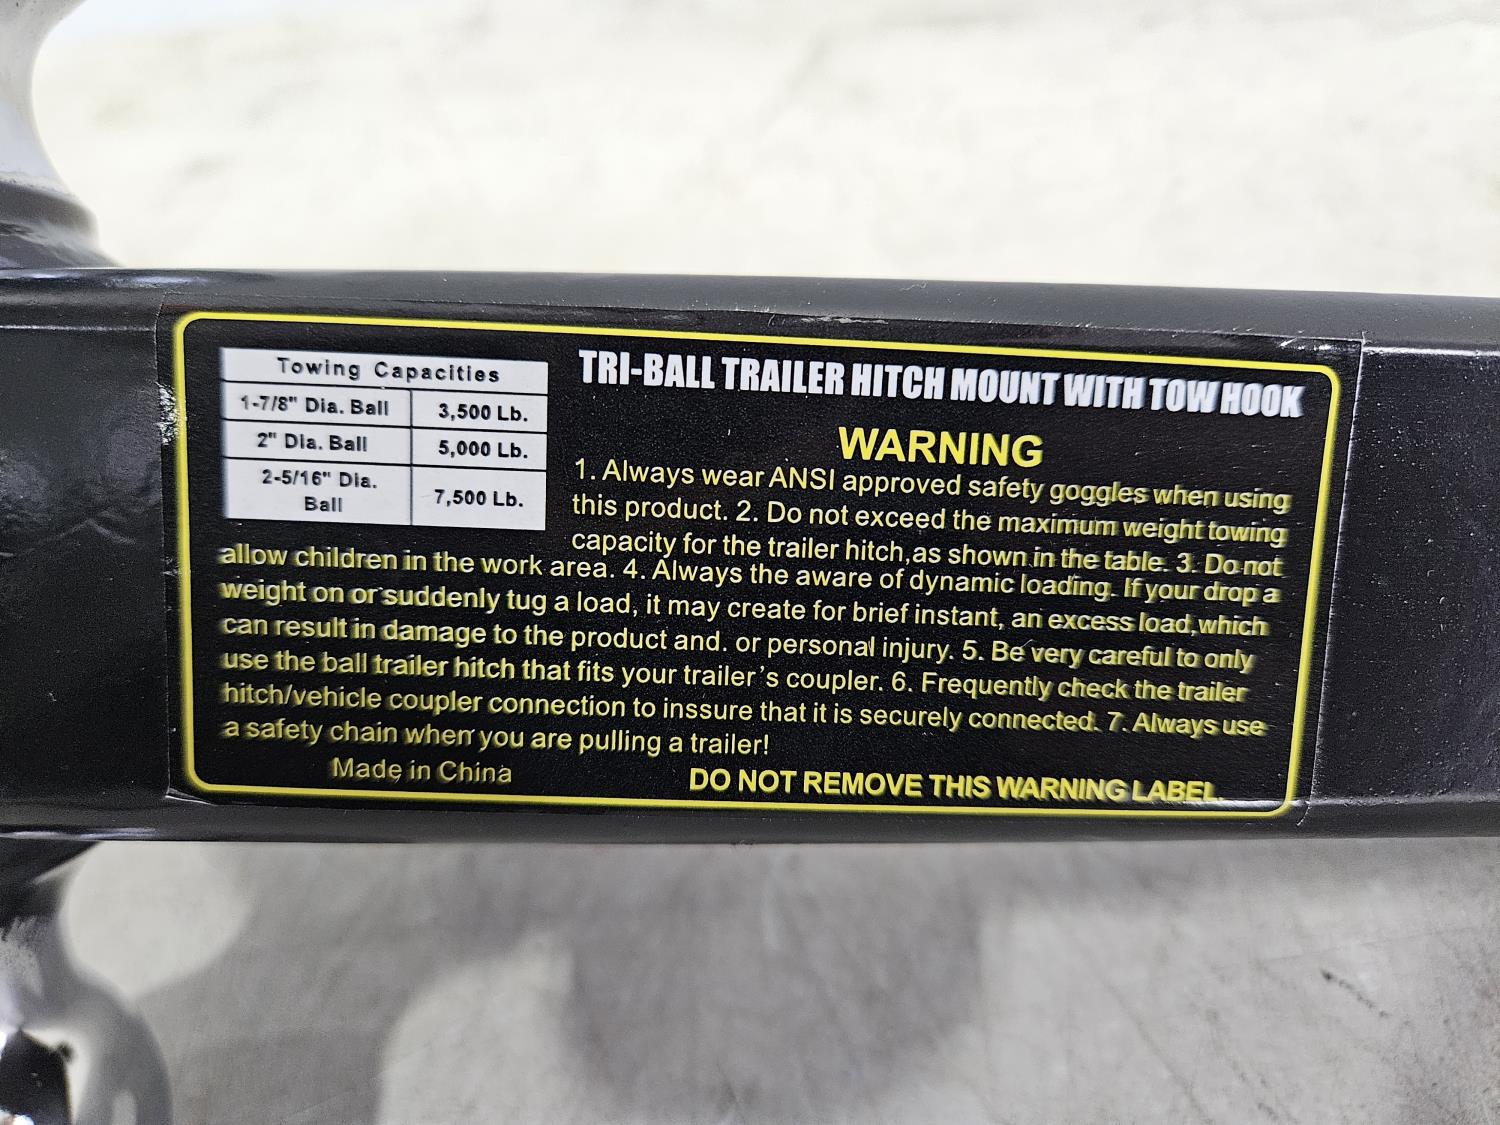 Towing Capacities
1-7/8" Dia. Ball 3,500 Lb.
2" Dia. Ball 5,000 Lb.
2-5/16" Dia. Ball 7,500 Lb.
TRI-BALL TRAILER HITCH MOUNT WITH TOW HOOK
WARNING
1. Always wear ANSI approved safety goggles when using
this product. 2. Do not exceed the maximum weight towing
capacity for the trailer hitch,as shown in the table. 3. Do not
allow children in the work area. 4. Always the aware of dynamic loading. If your drop a
weight on or suddenly tug a load, it may create for brief instant, an excess load,which
can result in damage to the product and. or personal injury. 5. Be very careful to only
use the ball trailer hitch that fits your trailer's coupler. 6. Frequently check the trailer
hitch/vehicle coupler connection to inssure that it is securely connected. 7. Always use
a safety chain when you are pulling a trailer!
Made in China
DO NOT REMOVE THIS WARNING LABEL.